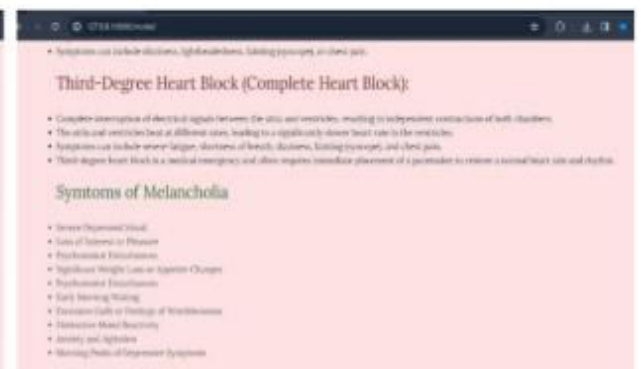 Symptoms can include dizziness, lightheadedness, fainting (syncope), or chest pain.
Third-Degree Heart Block (Complete Heart Block):
Complete interruption of electrical signals between the atria and ventricles, resulting in independent contractions of both chambers.
The atria and ventricles beat at different rates, leading to a significantly slower heart rate in the ventricles.
Symptoms can include severe fatigue, shortness of breath, dizziness, fainting (syncope), and chest pain.
Third-degree heart block is a medical emergency and often requires immediate placement of a pacemaker to restore a normal heart rate and rhythm.
Symtoms of Melancholia
Severe Depressed Mood
Loss of Interest or Pleasure
Psychomotor Disturbances
Significant Weight Loss or Appetite Changes
Psychomotor Disturbances
Early Morning Waking
Excessive Guilt or Feelings of Worthlessness
Distinctive Mood Reactivity
Anxiety and Agitation
Morning Peaks of Depressive Symptoms